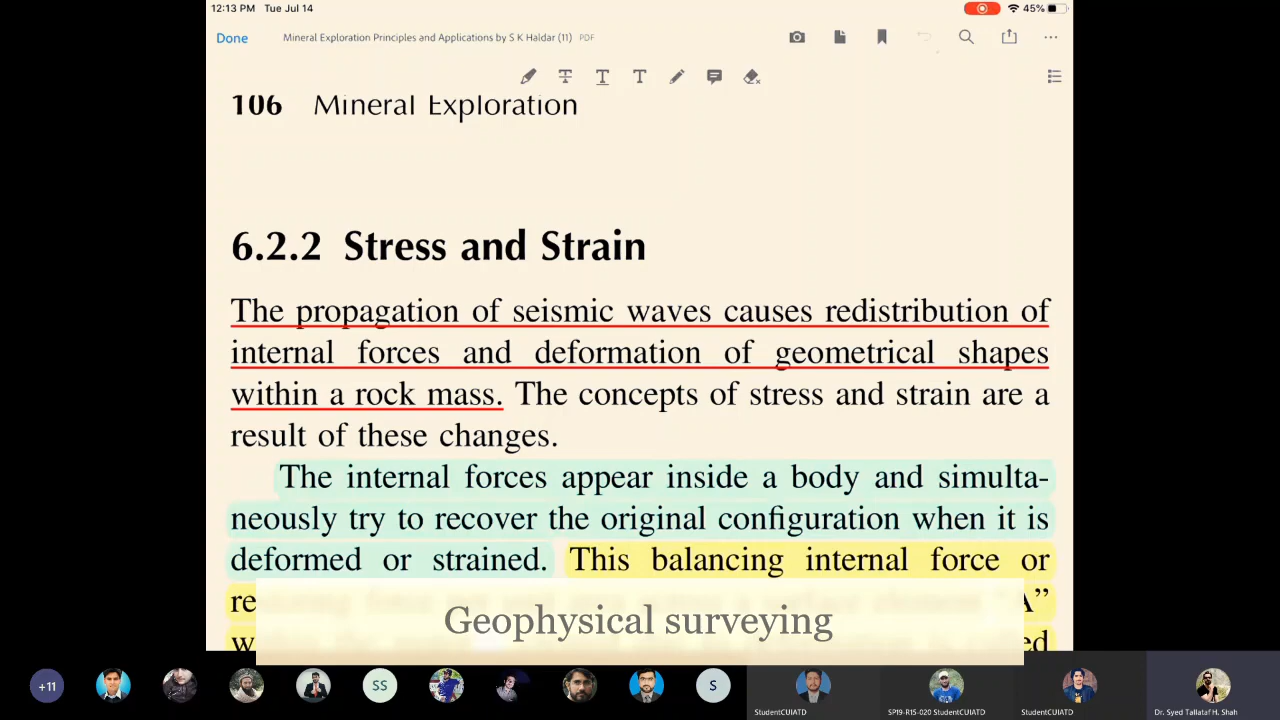 12:13 PM Tue Jul 14
45%
Done
Mineral Exploration Principles and Applications by S K Haldar (11) PDF
106 Mineral Exploration
6.2.2 Stress and Strain
The propagation of seismic waves causes redistribution of
internal forces and deformation of geometrical shapes
within a rock mass. The concepts of stress and strain are a
result of these changes.
The internal forces appear inside a body and simulta-
neously try to recover the original configuration when it is
deformed or strained. This balancing internal force or
Geophysical surveying
+11
SS
S
StudentCUIATD
SP19-R15-020 StudentCUIATD
StudentCUIATD
Dr. Syed Tallataf H. Shah